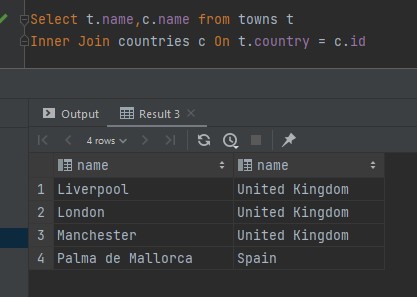 Select t.name,c.name from towns t
Inner Join countries c On t.country = c.id
Output Result 3
4 rows
name name
1 Liverpool United Kingdom
2 London United Kingdom
3 Manchester United Kingdom
4 Palma de Mallorca Spain